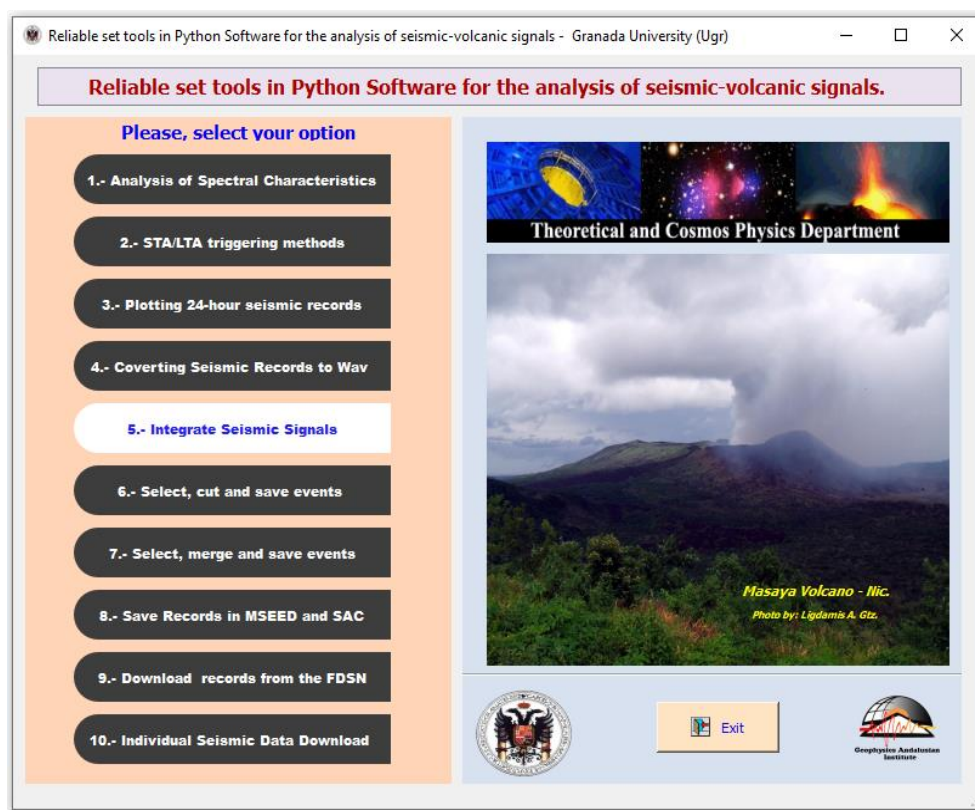 Reliable set tools in Python Software for the analysis of seismic-volcanic signals - Granada University (Ugr)
Reliable set tools in Python Software for the analysis of seismic-volcanic signals.
Please, select your option
1.- Analysis of Spectral Characteristics
2.- STA/LTA triggering methods
3.- Plotting 24-hour seismic records
4.- Coverting Seismic Records to Wav
5.- Integrate Seismic Signals
6.- Select, cut and save events
7.- Select, merge and save events
8.- Save Records in MSEED and SAC
9.- Download records from the FDSN
10.- Individual Seismic Data Download
Theoretical and Cosmos Physics Department
Masaya Volcano - Nic.
Photo by: Ligdamis A. Gtz.
Exit
Geophysics Andalusian
Institute